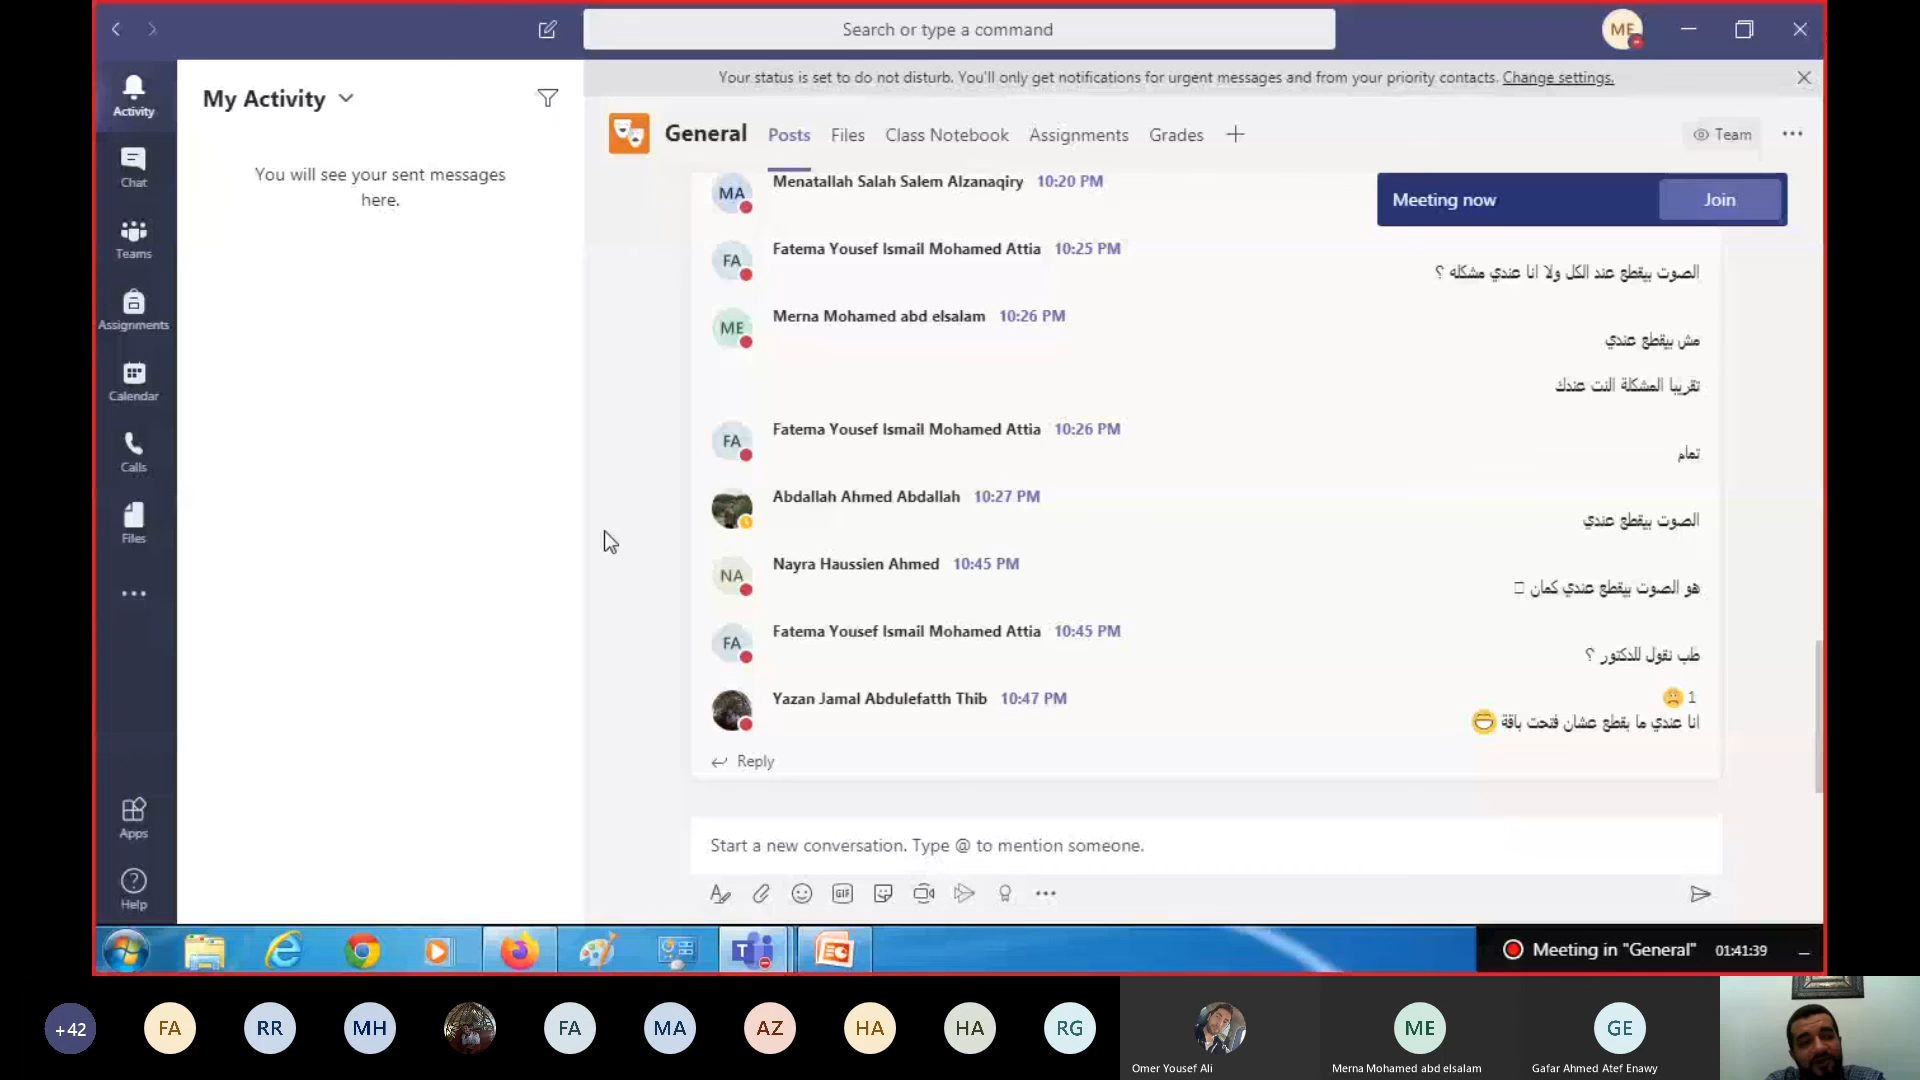 Search or type a command
ME
Activity
Chat
Teams
Assignments
Calendar
Calls
Files
Apps
Help
My Activity
You will see your sent messages
here.
Your status is set to do not disturb. You'll only get notifications for urgent messages and from your priority contacts. Change settings.
General
Posts
Files
Class Notebook
Assignments
Grades
Team
Meeting now
Join
MA
Menatallah Salah Salem Alzanaqiry 10:20 PM
FA
Fatema Yousef Ismail Mohamed Attia 10:25 PM
الصوت بيقطع عند الكل ولا انا عندي مشكله ؟
ME
Merna Mohamed abd elsalam 10:26 PM
مش بيقطع عندي
تقريبا المشكلة النت عندك
FA
Fatema Yousef Ismail Mohamed Attia 10:26 PM
تمام
Abdallah Ahmed Abdallah 10:27 PM
الصوت بيقطع عندي
NA
Nayra Haussien Ahmed 10:45 PM
هو الصوت بيقطع عندي كمان
FA
Fatema Yousef Ismail Mohamed Attia 10:45 PM
طب نقول للدكتور ؟
Yazan Jamal Abdulefatth Thib 10:47 PM
1
انا عندي ما بقطع عشان فتحت باقة
Reply
Start a new conversation. Type @ to mention someone.
GIF
Meeting in "General" 01:41:39
+42
FA
RR
MH
FA
MA
AZ
HA
HA
RG
Omer Yousef Ali
ME
Merna Mohamed abd elsalam
GE
Gafar Ahmed Atef Enawy